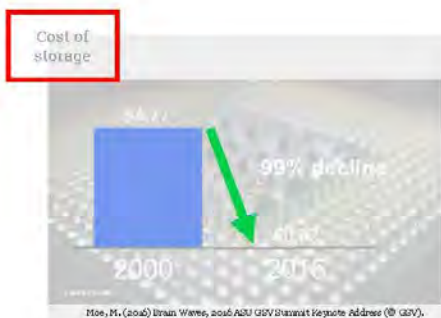 Cost of
storage
99% decline
2000 2016
Moe, M. (2016) Brain Waves, 2016 ASU GSV Summit Keynote Address (© GSV).